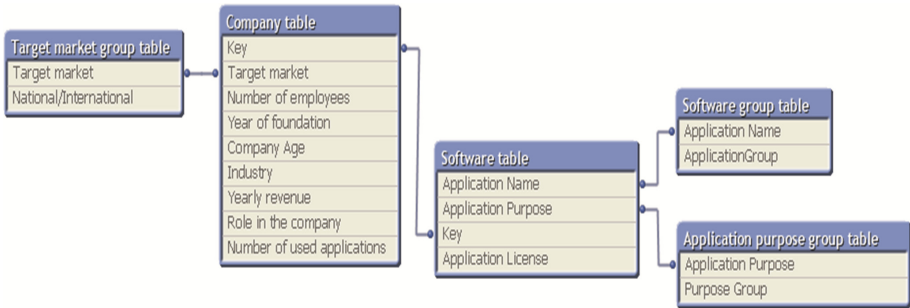 Target market group table
Target market
National/International
Company table
Key
Target market
Number of employees
Year of foundation
Company Age
Industry
Yearly revenue
Role in the company
Number of used applications
Software table
Application Name
Application Purpose
Key
Application License
Software group table
Application Name
ApplicationGroup
Application purpose group table
Application Purpose
Purpose Group